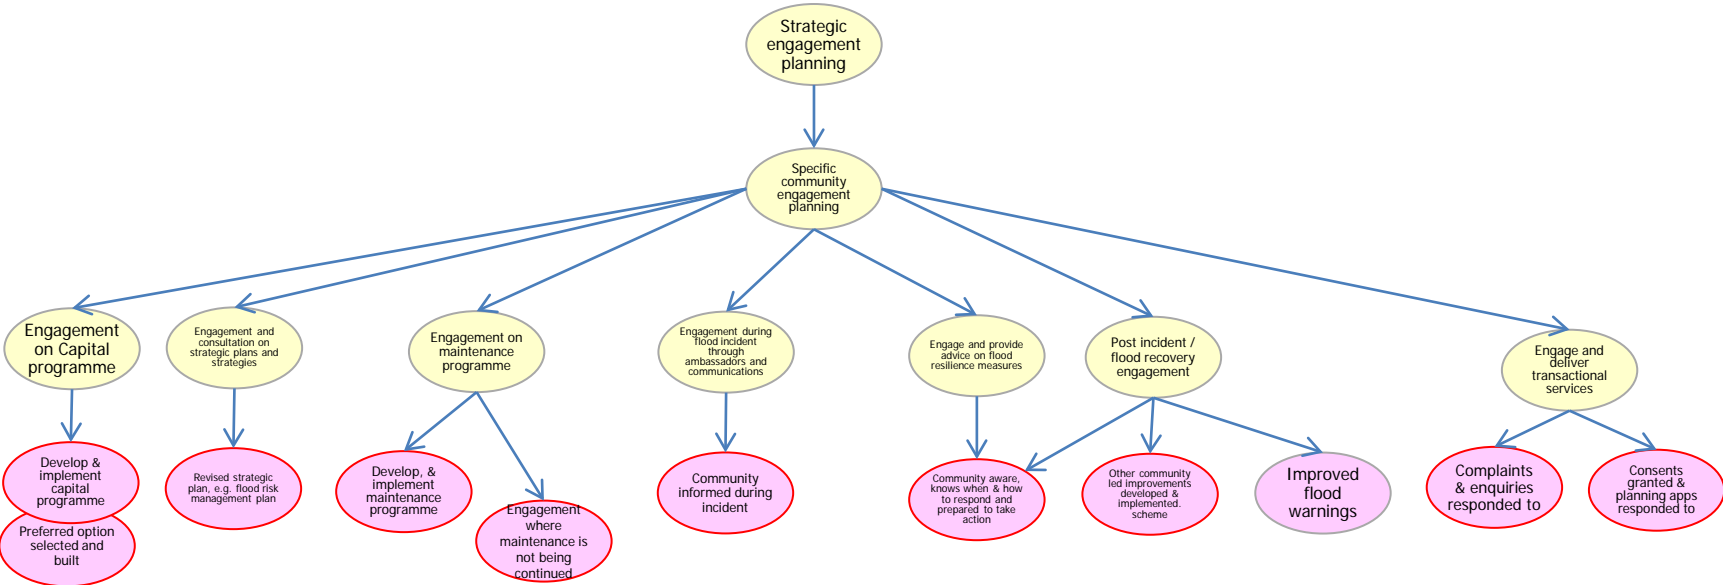 Strategic
engagement
planning
Specific
community
engagement
planning
Engagement
on Capital
programme
Engagement and
consultation on
strategic plans and
strategies
Engagement on
maintenance
programme
Engagement during
flood incident
through
ambassadors and
communications
Engage and provide
advice on flood
resilience measures
Post incident /
flood recovery
engagement
Engage and
deliver
transactional
services
Develop &
implement
capital
programme
Preferred option
selected and
built
Revised strategic
plan, e.g. flood risk
management plan
Develop, &
implement
maintenance
programme
Engagement
where
maintenance is
not being
continued
Community
informed during
incident
Community aware,
knows when & how
to respond and
prepared to take
action
Other community
led improvements
developed &
implemented.
scheme
Improved
flood
warnings
Complaints
& enquiries
responded to
Consents
granted &
planning apps
responded to